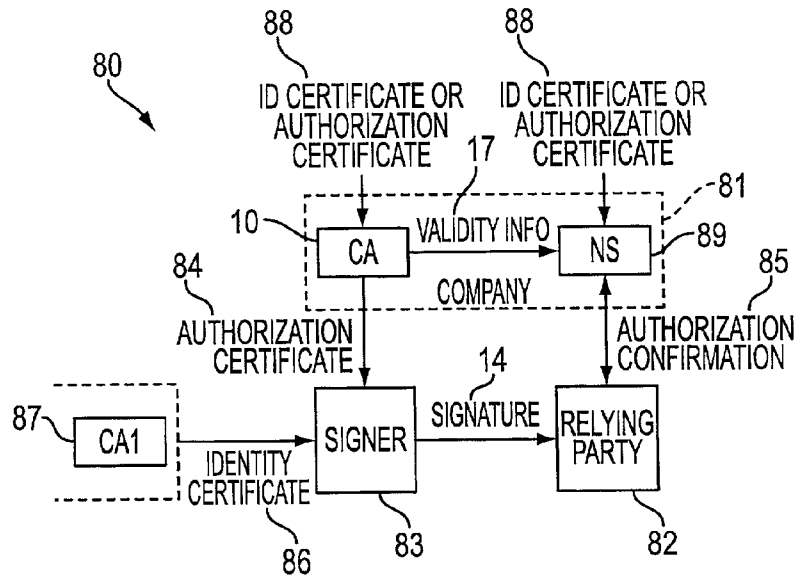 88
88
80
ID CERTIFICATE OR
AUTHORIZATION
CERTIFICATE
ID CERTIFICATE OR
AUTHORIZATION
CERTIFICATE
17
81
10
CA
VALIDITY INFO
NS
89
84
COMPANY
85
AUTHORIZATION
CERTIFICATE
AUTHORIZATION
CONFIRMATION
14
87
CA1
SIGNER
SIGNATURE
RELYING
PARTY
IDENTITY
CERTIFICATE
86
83
82